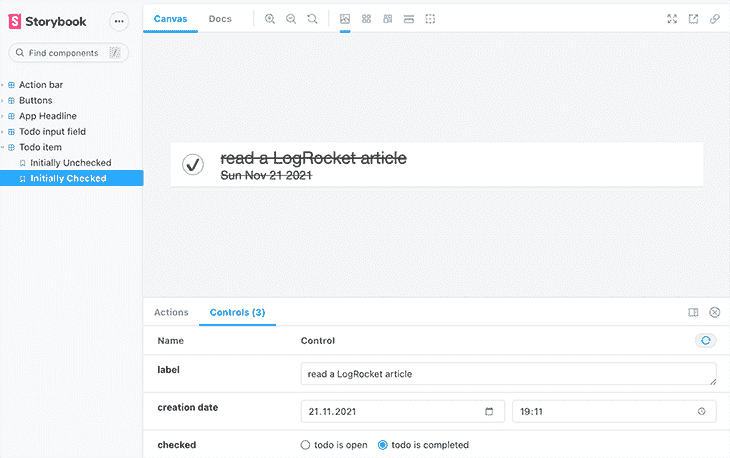 Storybook
Find components
/
Action bar
Buttons
App Headline
Todo input field
Todo item
Initially Unchecked
Initially Checked
Canvas
Docs
read a LogRocket article
Sun Nov 21 2021
Actions
Controls (3)
Name
Control
label
read a LogRocket article
creation date
21.11.2021
19:11
checked
todo is open
todo is completed